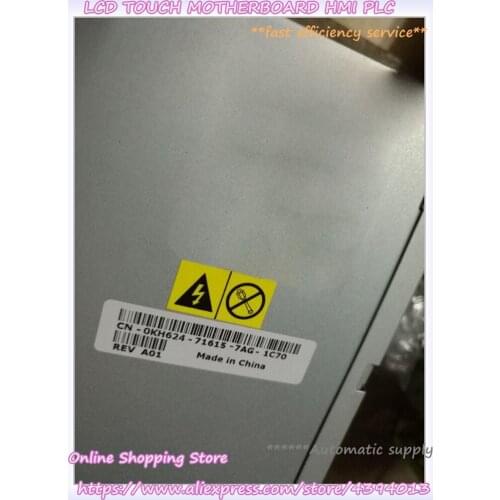 LCD TOUCH MOTHERBOARD HMI PLC
**fast efficiency service**
CN - 0KH624 - 71615 - 7AG - 1C70
REV A01
Made in China
******Automatic supply
Online Shopping Store
https://www.aliexpress.com/store/4394013